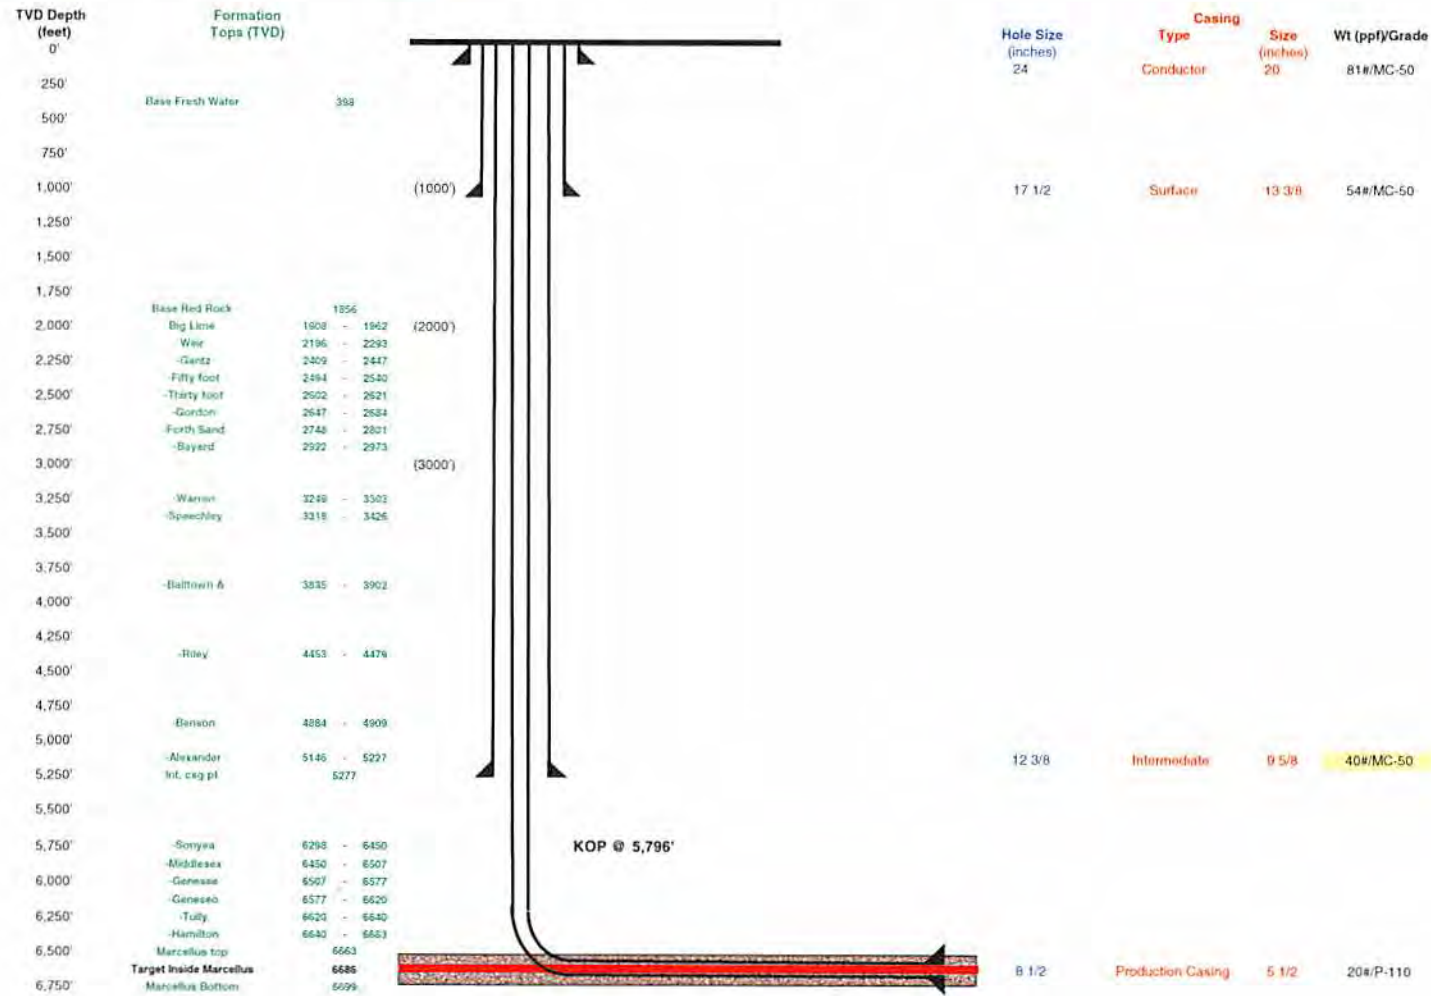 TVD Depth Formation Casing
(feet) Tops (TVD) Hole Size Type Size Wt (ppf)/Grade
0' (inches) (inches)
24 Conductor 20 81#/MC-50
250'
Base Fresh Water 398
500'
750'
1,000' (1000') 17 1/2 Surface 13 3/8 54#/MC-50
1,250'
1,500'
1,750'
Base Red Rock 1856
2,000' Big Lime 1908 - 1962 (2000')
Weir 2196 - 2293
2,250' -Gantz 2409 - 2447
-Fifty foot 2494 - 2540
2,500' -Thirty foot 2602 - 2621
-Gordon 2647 - 2684
2,750' -Forth Sand 2748 - 2801
-Bayard 2922 - 2973
3,000' (3000')
3,250' -Warren 3249 - 3303
-Speechley 3318 - 3426
3,500'
3,750'
-Balltown A 3835 - 3902
4,000'
4,250'
-Riley 4453 - 4479
4,500'
4,750'
-Benson 4884 - 4909
5,000'
-Alexander 5146 - 5227 12 3/8 Intermediate 9 5/8 40#/MC-50
5,250' Int. csg pt 5277
5,500'
5,750' -Sonyea 6298 - 6450 KOP @ 5,796'
-Middlesex 6450 - 6507
6,000' -Genesee 6507 - 6577
-Geneseo 6577 - 6620
6,250' -Tully 6620 - 6640
-Hamilton 6640 - 6663
6,500' Marcellus top 6663
Target Inside Marcellus 6686 8 1/2 Production Casing 5 1/2 20#/P-110
6,750' Marcellus Bottom 6699